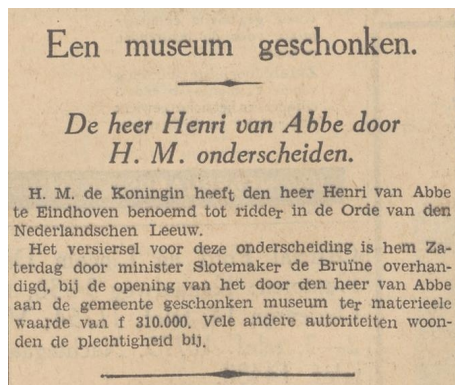 Een museum geschonken.
De heer Henri van Abbe door
H. M. onderscheiden.
H. M. de Koningin heeft den heer Henri van Abbe
te Eindhoven benoemd tot ridder in de Orde van den
Nederlandschen Leeuw.
Het versiersel voor deze onderscheiding is hem Za-
terdag door minister Slotemaker de Bruïne overhan-
digd, bij de opening van het door den heer van Abbe
aan de gemeente geschonken museum ter materieele
waarde van f 310.000. Vele andere autoriteiten woon-
den de plechtigheid bij.